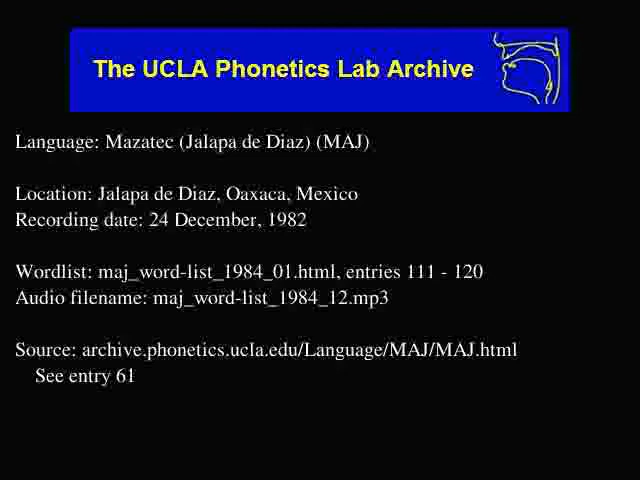 The UCLA Phonetics Lab Archive
Language: Mazatec (Jalapa de Diaz) (MAJ)
Location: Jalapa de Diaz, Oaxaca, Mexico
Recording date: 24 December, 1982
Wordlist: maj_word-list_1984_01.html, entries 111 - 120
Audio filename: maj_word-list_1984_12.mp3
Source: archive.phonetics.ucla.edu/Language/MAJ/MAJ.html
See entry 61